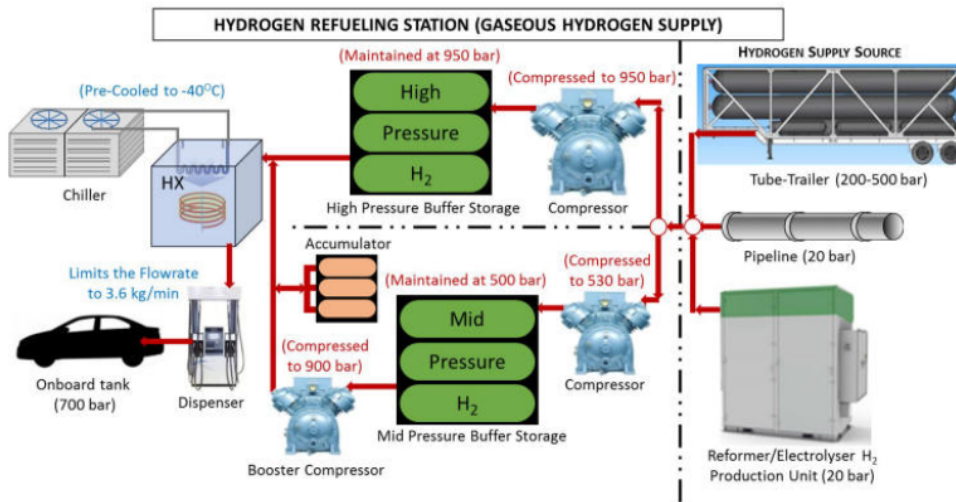 HYDROGEN REFUELING STATION (GASEOUS HYDROGEN SUPPLY)
HYDROGEN SUPPLY SOURCE
(Maintained at 950 bar)
(Compressed to 950 bar)
(Pre-Cooled to -40⁰C)
High
Pressure
H₂
HX
Chiller
High Pressure Buffer Storage
Compressor
Tube-Trailer (200-500 bar)
Accumulator
(Maintained at 500 bar)
(Compressed
to 530 bar)
Pipeline (20 bar)
Limits the Flowrate
to 3.6 kg/min
Mid
Pressure
H₂
(Compressed
to 900 bar)
Compressor
Onboard tank
(700 bar)
Dispenser
Mid Pressure Buffer Storage
Booster Compressor
Reformer/Electrolyser H₂
Production Unit (20 bar)